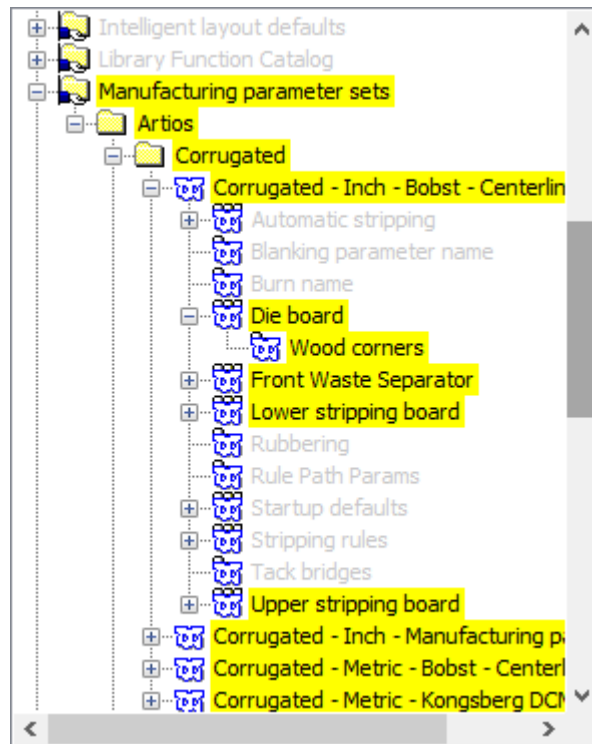 Intelligent layout defaults
Library Function Catalog
Manufacturing parameter sets
Artios
Corrugated
Corrugated - Inch - Bobst - Centerlin
Automatic stripping
Blanking parameter name
Burn name
Die board
Wood corners
Front Waste Separator
Lower stripping board
Rubbering
Rule Path Params
Startup defaults
Stripping rules
Tack bridges
Upper stripping board
Corrugated - Inch - Manufacturing pa
Corrugated - Metric - Bobst - Centerl
Corrugated - Metric - Kongsberg DCM